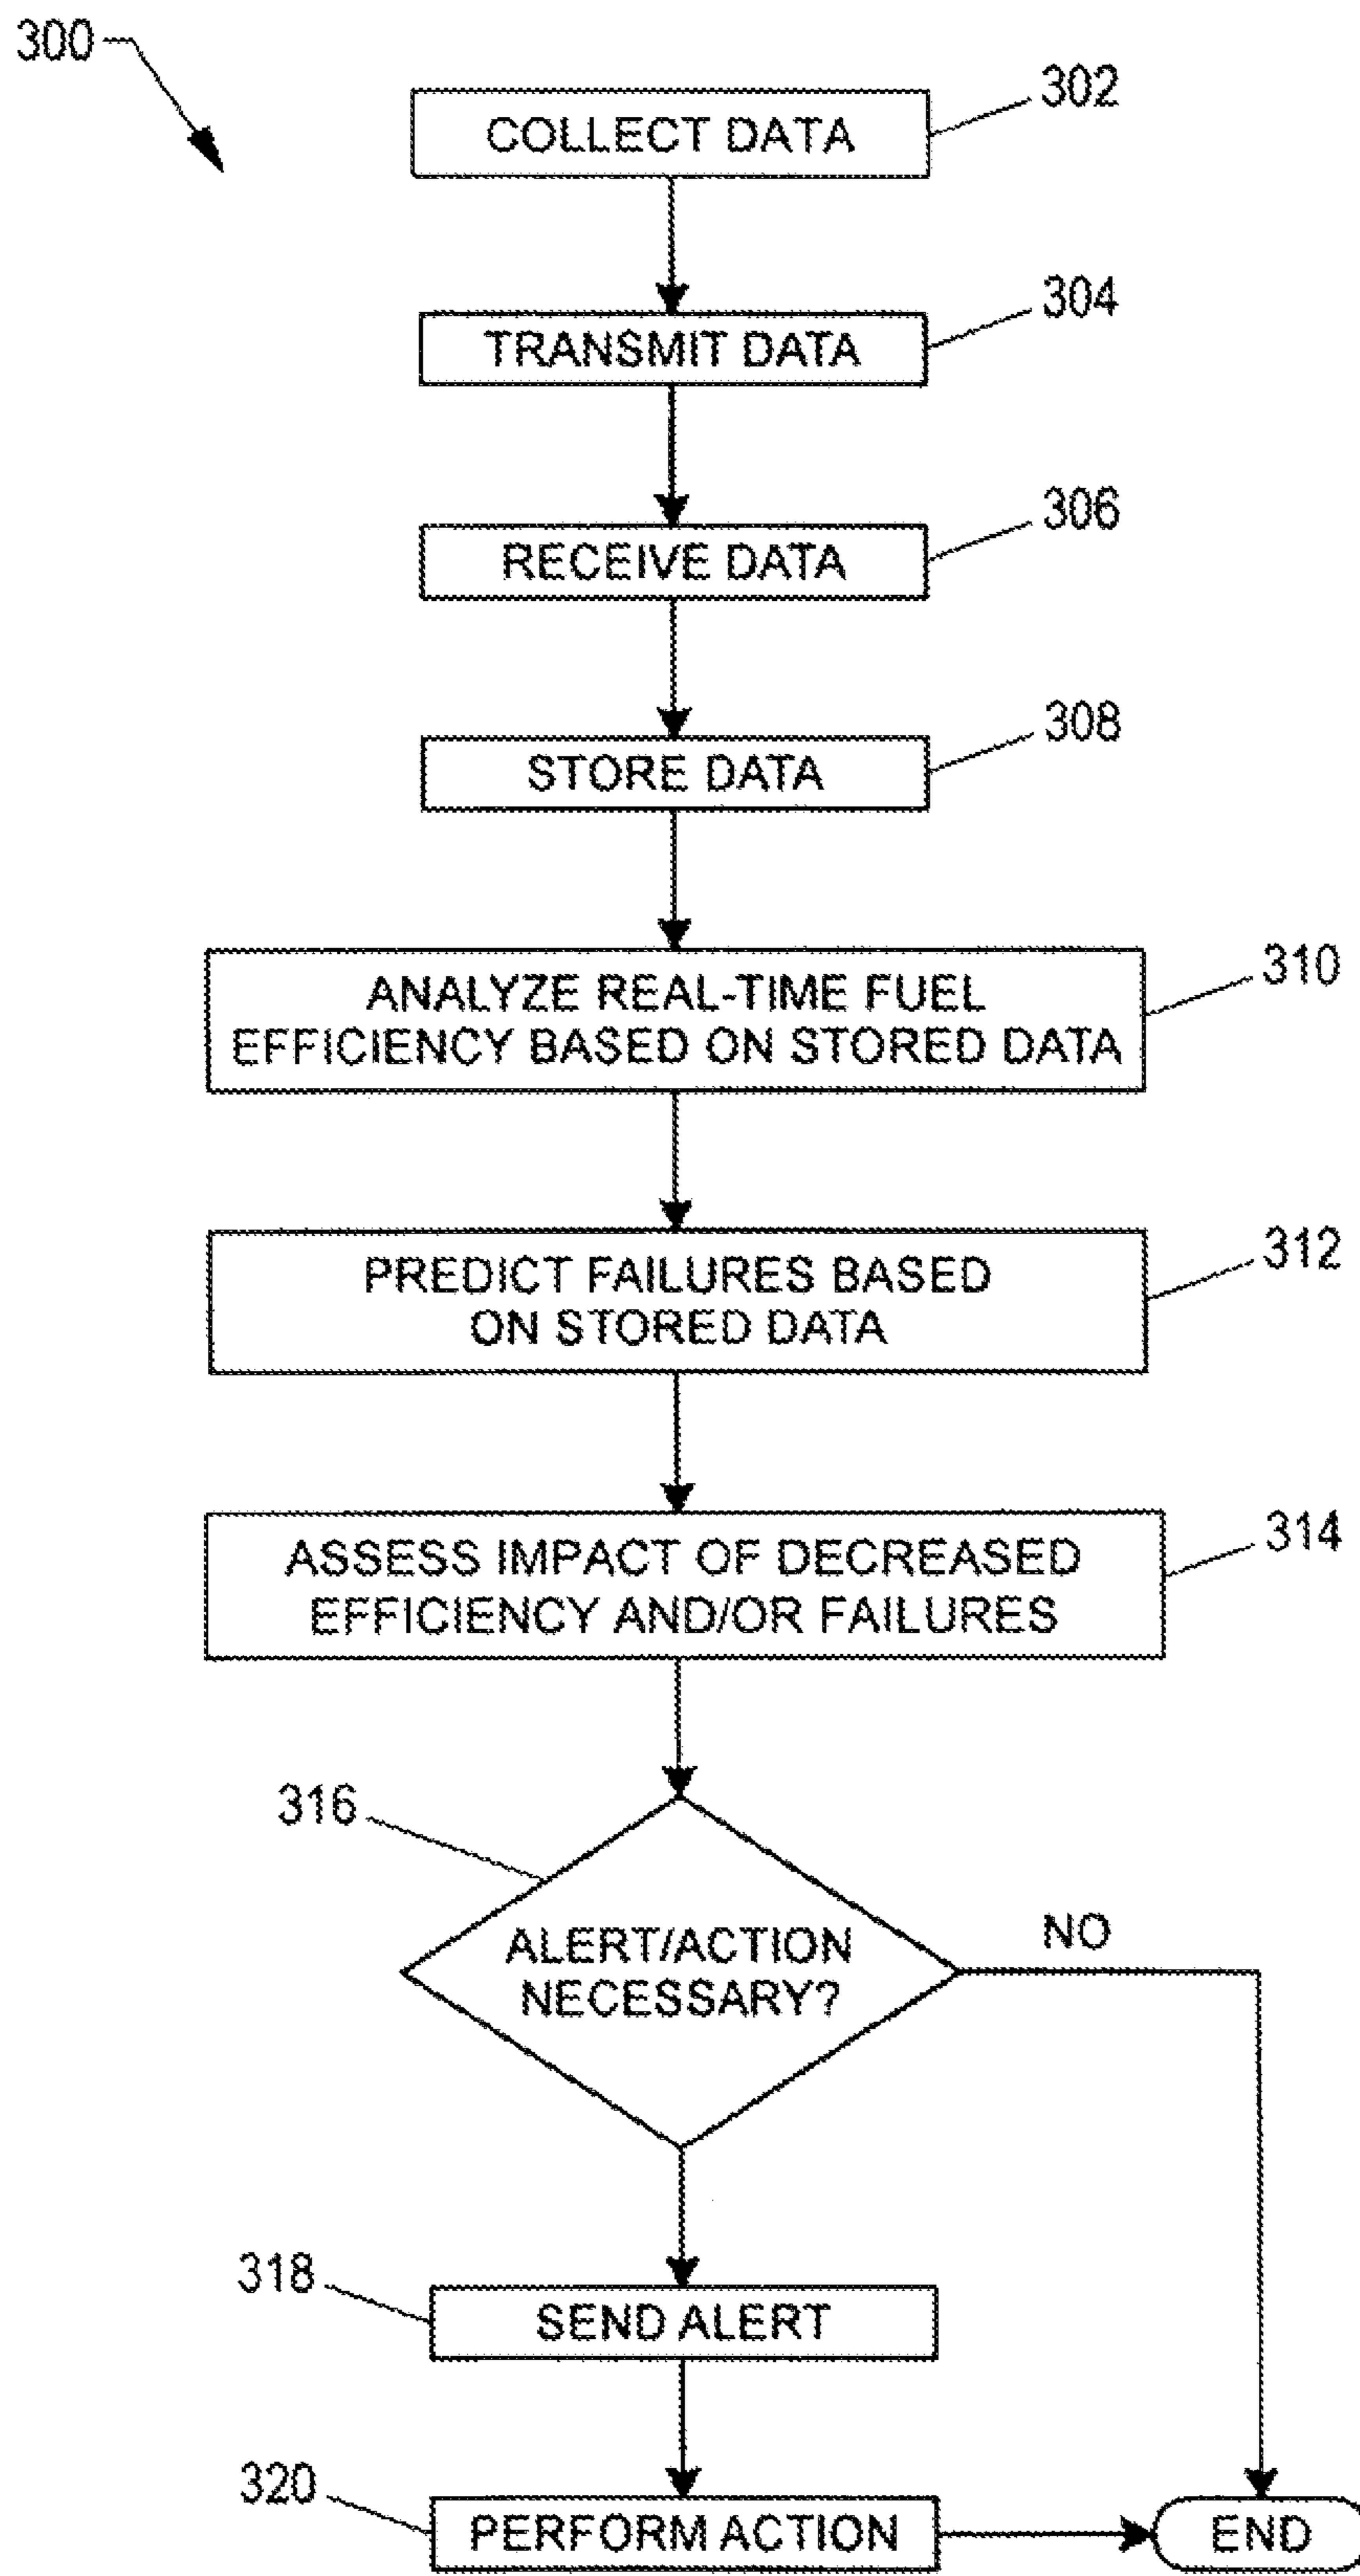 300
302
COLLECT DATA
304
TRANSMIT DATA
306
RECEIVE DATA
308
STORE DATA
310
ANALYZE REAL-TIME FUEL
EFFICIENCY BASED ON STORED DATA
312
PREDICT FAILURES BASED
ON STORED DATA
314
ASSESS IMPACT OF DECREASED
EFFICIENCY AND/OR FAILURES
316
ALERT/ACTION
NECESSARY?
NO
318
SEND ALERT
320
PERFORM ACTION
END